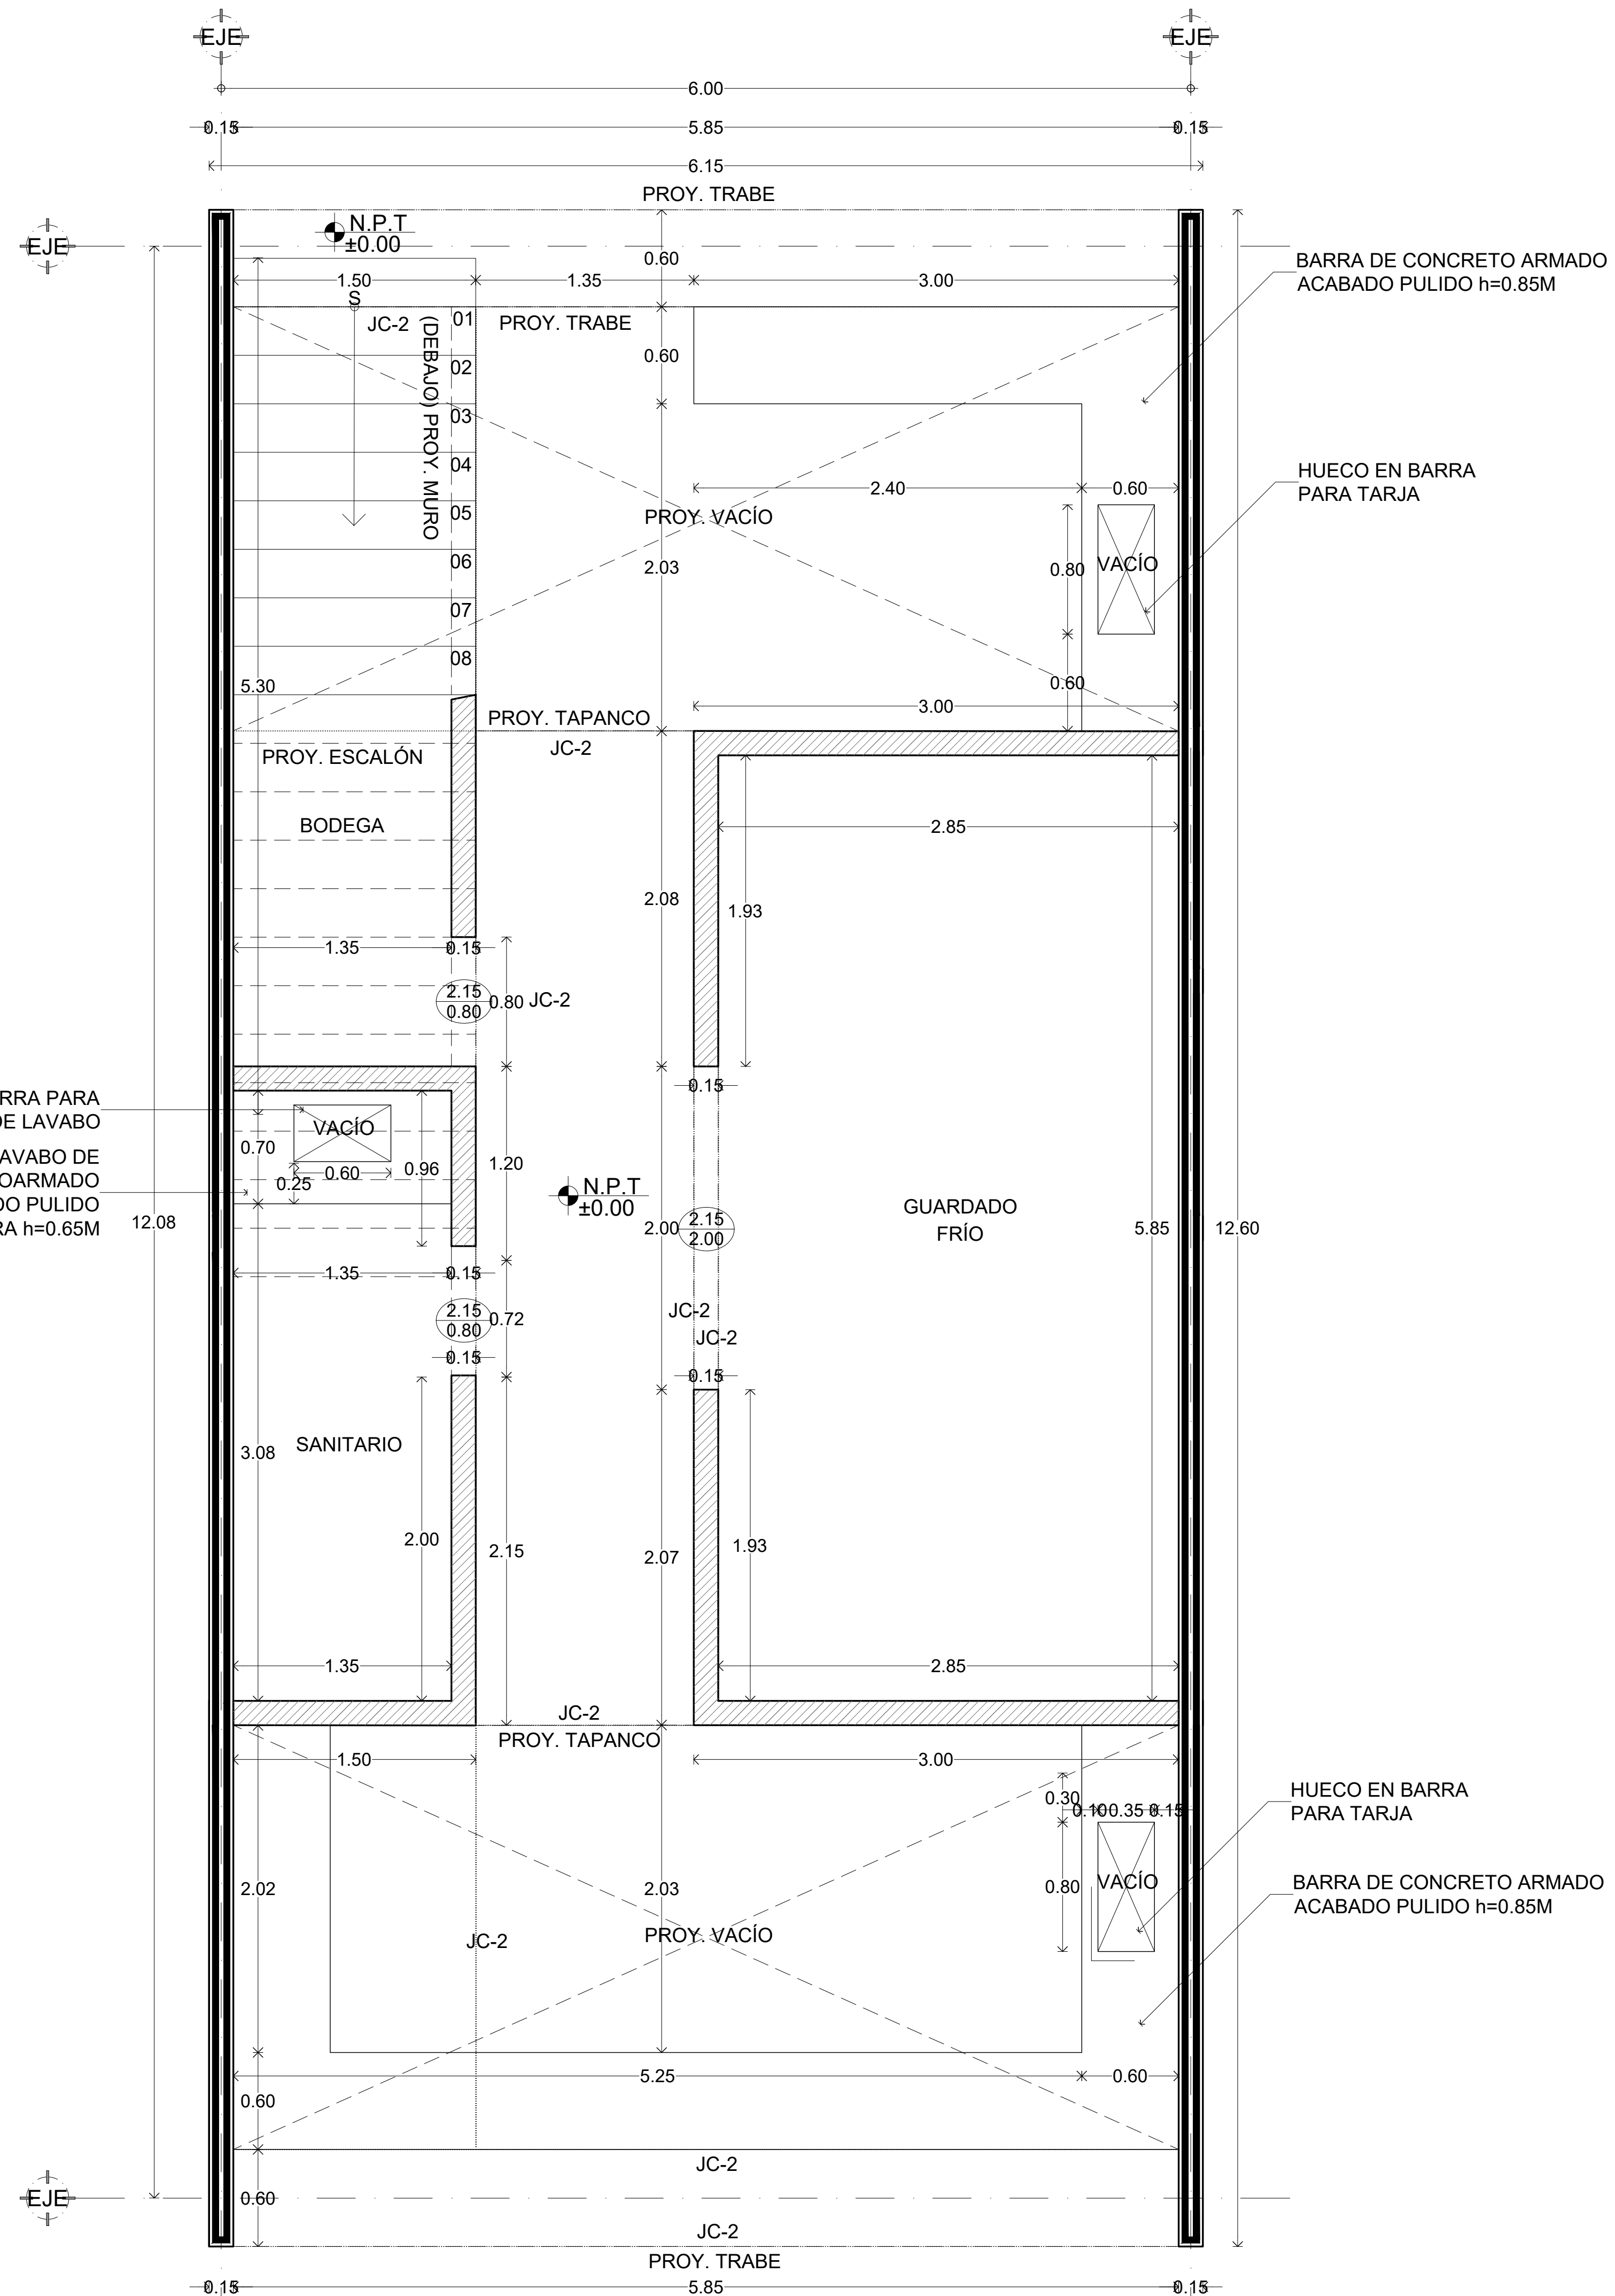 EJE
EJE
6.00
0.15
5.85
0.15
6.15
PROY. TRABE
N.P.T
±0.00
EJE
0.60
BARRA DE CONCRETO ARMADO
ACABADO PULIDO h=0.85M
1.50
1.35
3.00
S
JC-2
01
PROY. TRABE
(DEBAJO) PROY. MURO
0.60
02
03
04
HUECO EN BARRA
PARA TARJA
2.40
0.60
05
PROY. VACÍO
06
2.03
0.80
VACÍO
07
08
5.30
0.60
3.00
PROY. TAPANCO
JC-2
PROY. ESCALÓN
BODEGA
2.85
2.08
1.93
1.35
0.15
2.15
0.80
0.80
JC-2
0.15
RRA PARA
DE LAVABO
VACÍO
0.70
0.60
0.25
0.96
1.20
AVABO DE
OARMADO
DO PULIDO
RA h=0.65M
12.08
N.P.T
±0.00
GUARDADO
FRÍO
2.00
2.15
2.00
5.85
12.60
1.35
0.15
2.15
0.80
0.72
JC-2
JC-2
0.15
0.15
3.08
SANITARIO
2.00
2.15
2.07
1.93
1.35
2.85
JC-2
PROY. TAPANCO
1.50
3.00
HUECO EN BARRA
PARA TARJA
0.30
0.10
0.35
0.15
2.02
2.03
0.80
VACÍO
BARRA DE CONCRETO ARMADO
ACABADO PULIDO h=0.85M
PROY. VACÍO
JC-2
5.25
0.60
0.60
JC-2
EJE
0.60
JC-2
PROY. TRABE
0.15
5.85
0.15